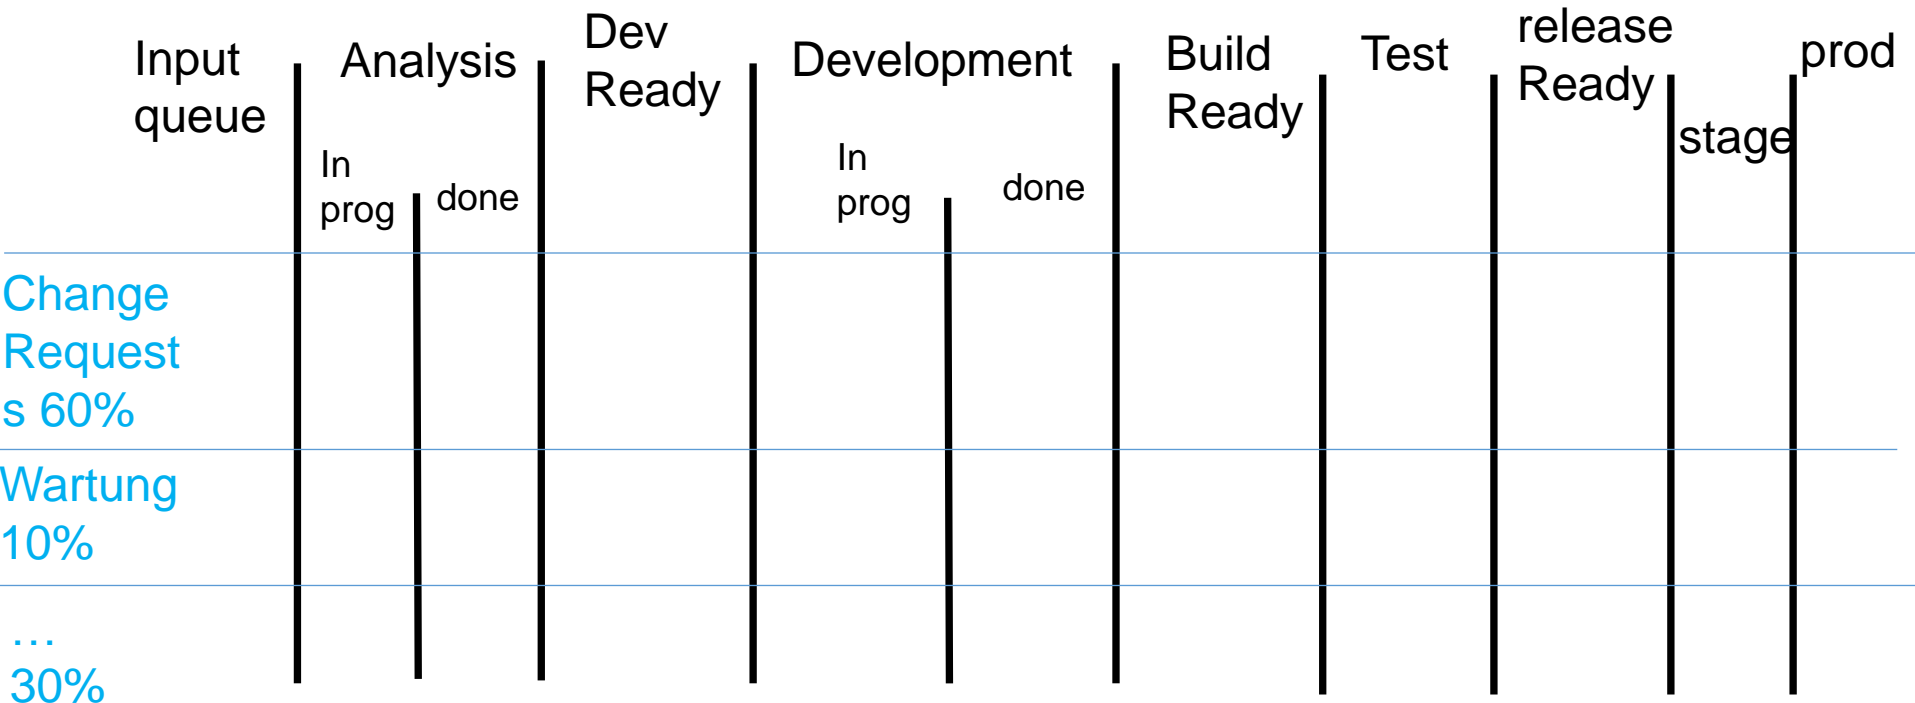 Input
queue
Analysis
Dev
Ready
Development
Build
Ready
Test
release
Ready
stage
prod
In
prog
done
In
prog
done
Change
Request
s 60%
Wartung
10%
…
30%